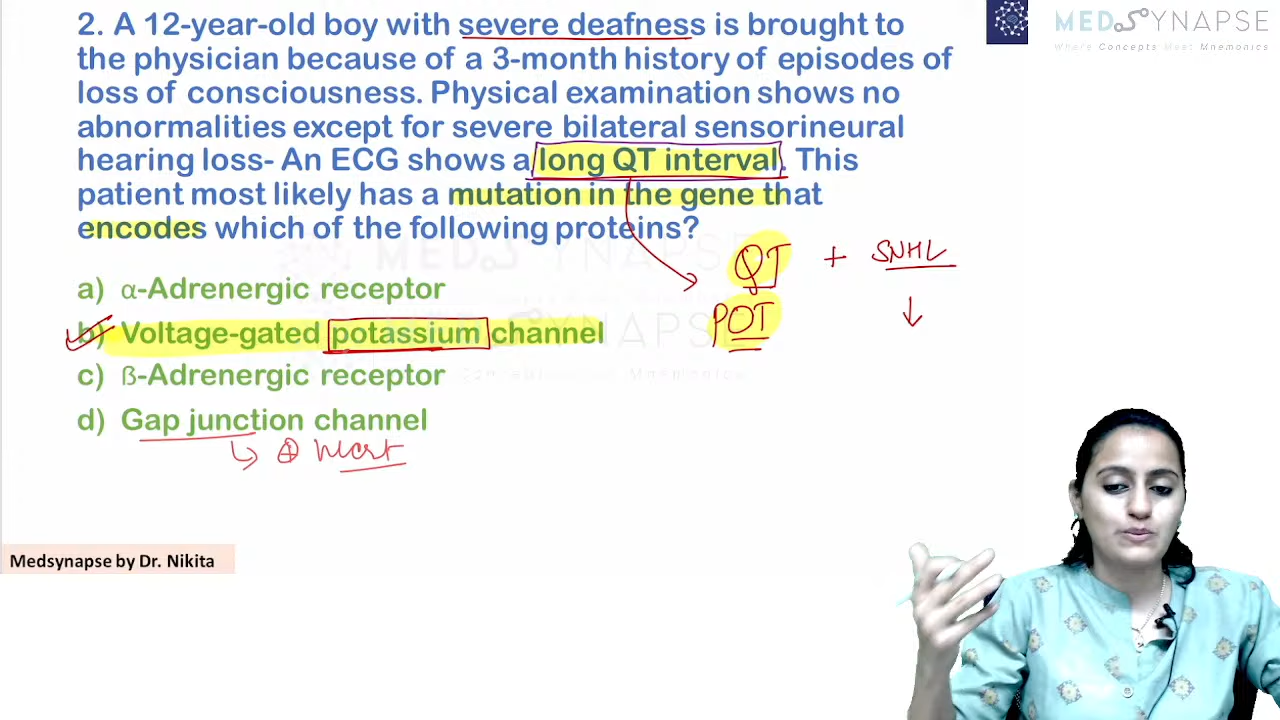 2. A 12-year-old boy with severe deafness is brought to
the physician because of a 3-month history of episodes of
loss of consciousness. Physical examination shows no
abnormalities except for severe bilateral sensorineural
hearing loss- An ECG shows a long QT interval. This
patient most likely has a mutation in the gene that
encodes which of the following proteins?
a) α-Adrenergic receptor
b) Voltage-gated potassium channel
c) ß-Adrenergic receptor
d) Gap junction channel
QT + SNHL
POT
↳ ⊕ heart
Medsynapse by Dr. Nikita
MEDSYNAPSE
Where Concepts Meet Mnemonics